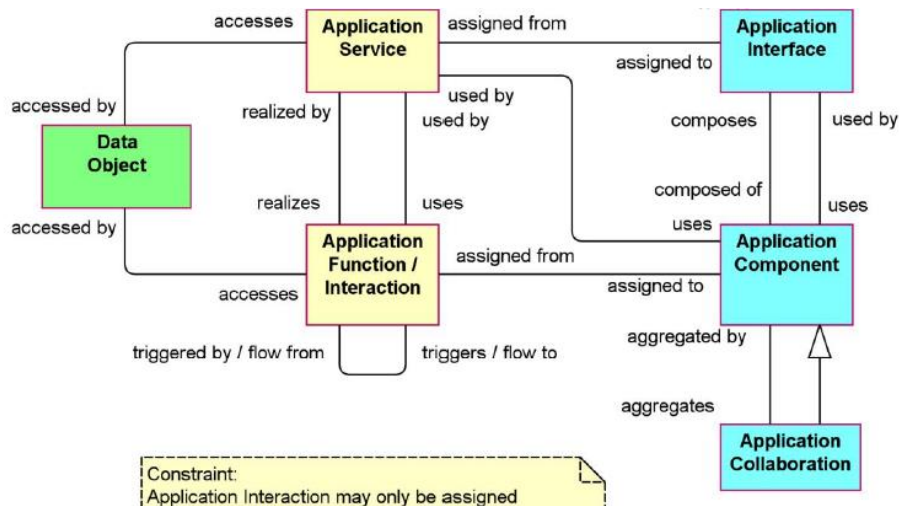 accesses
Application
Service
assigned from
Application
Interface
assigned to
accessed by
realized by
used by
used by
composes
used by
Data
Object
composed of
realizes
uses
uses
uses
accessed by
Application
Function /
Interaction
assigned from
Application
Component
accesses
assigned to
triggered by / flow from
triggers / flow to
aggregated by
aggregates
Application
Collaboration
Constraint:
Application Interaction may only be assigned